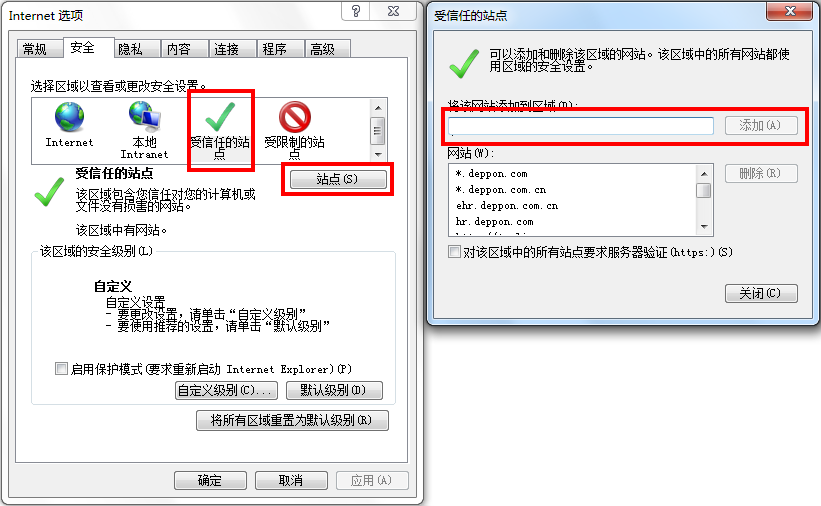 Internet 选项
常规 安全 隐私 内容 连接 程序 高级
选择区域以查看或更改安全设置。
Internet
本地
Intranet
受信任的站
点
受限制的站
点
受信任的站点
站点(S)
该区域包含您信任对您的计算机或
文件没有损害的网站。
该区域中有网站。
该区域的安全级别(L)
自定义
自定义设置
- 要更改设置，请单击“自定义级别”
- 要使用推荐的设置，请单击“默认级别”
启用保护模式(要求重新启动 Internet Explorer)(P)
自定义级别(C)... 默认级别(D)
将所有区域重置为默认级别(R)
确定 取消 应用(A)
受信任的站点
可以添加和删除该区域的网站。该区域中的所有网站都使
用区域的安全设置。
将该网站添加到区域(D):
添加(A)
网站(W):
*.deppon.com
*.deppon.com.cn
ehr.deppon.com.cn
hr.deppon.com
删除(R)
对该区域中的所有站点要求服务器验证(https:)(S)
关闭(C)